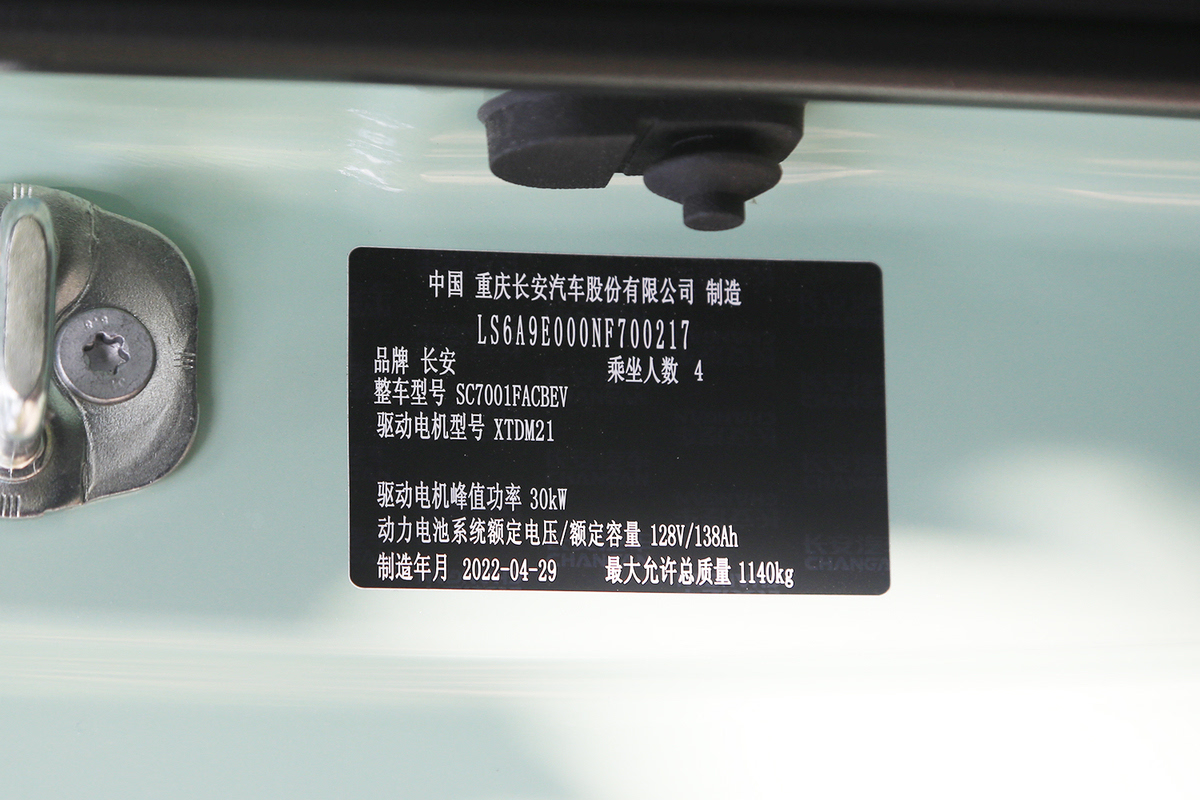 中国 重庆长安汽车股份有限公司 制造
LS6A9E000NF700217
品牌 长安 乘坐人数 4
整车型号 SC7001FACBEV
驱动电机型号 XTDM21
驱动电机峰值功率 30kW
动力电池系统额定电压/额定容量 128V/138Ah
制造年月 2022-04-29 最大允许总质量 1140kg